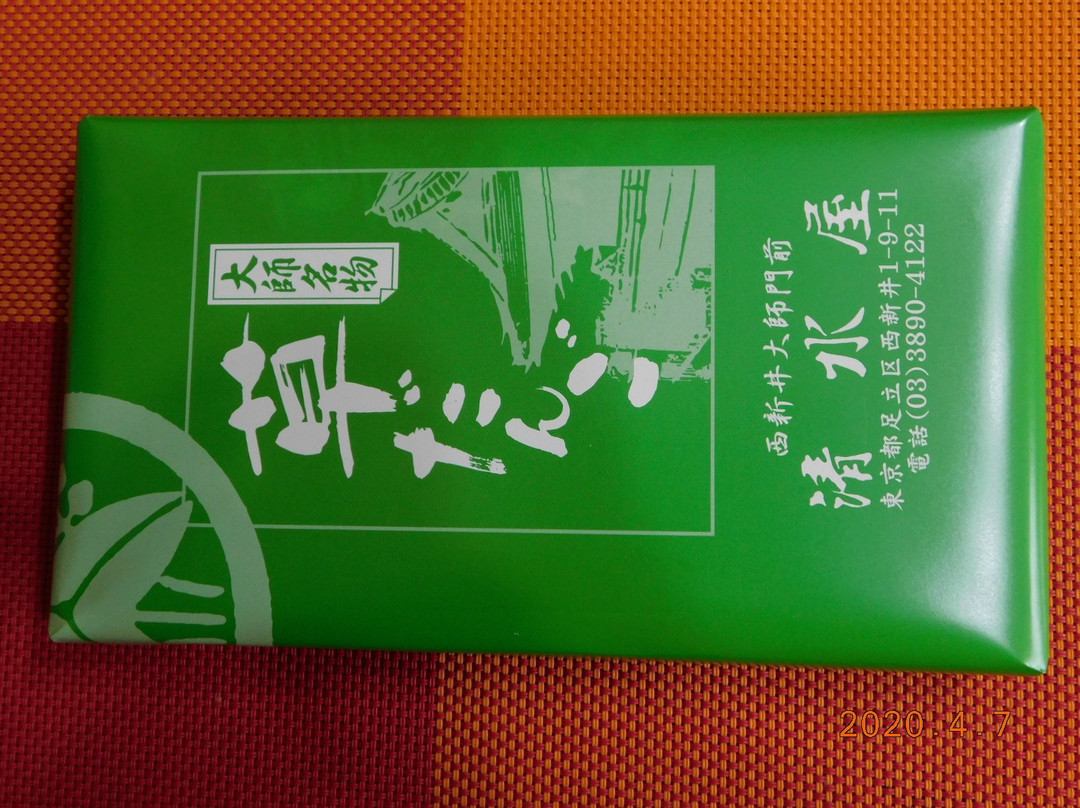 大師名物
草だんご
西新井大師門前
清水屋
東京都足立区西新井1-9-11
電話(03)3890-4122
2020.4.7